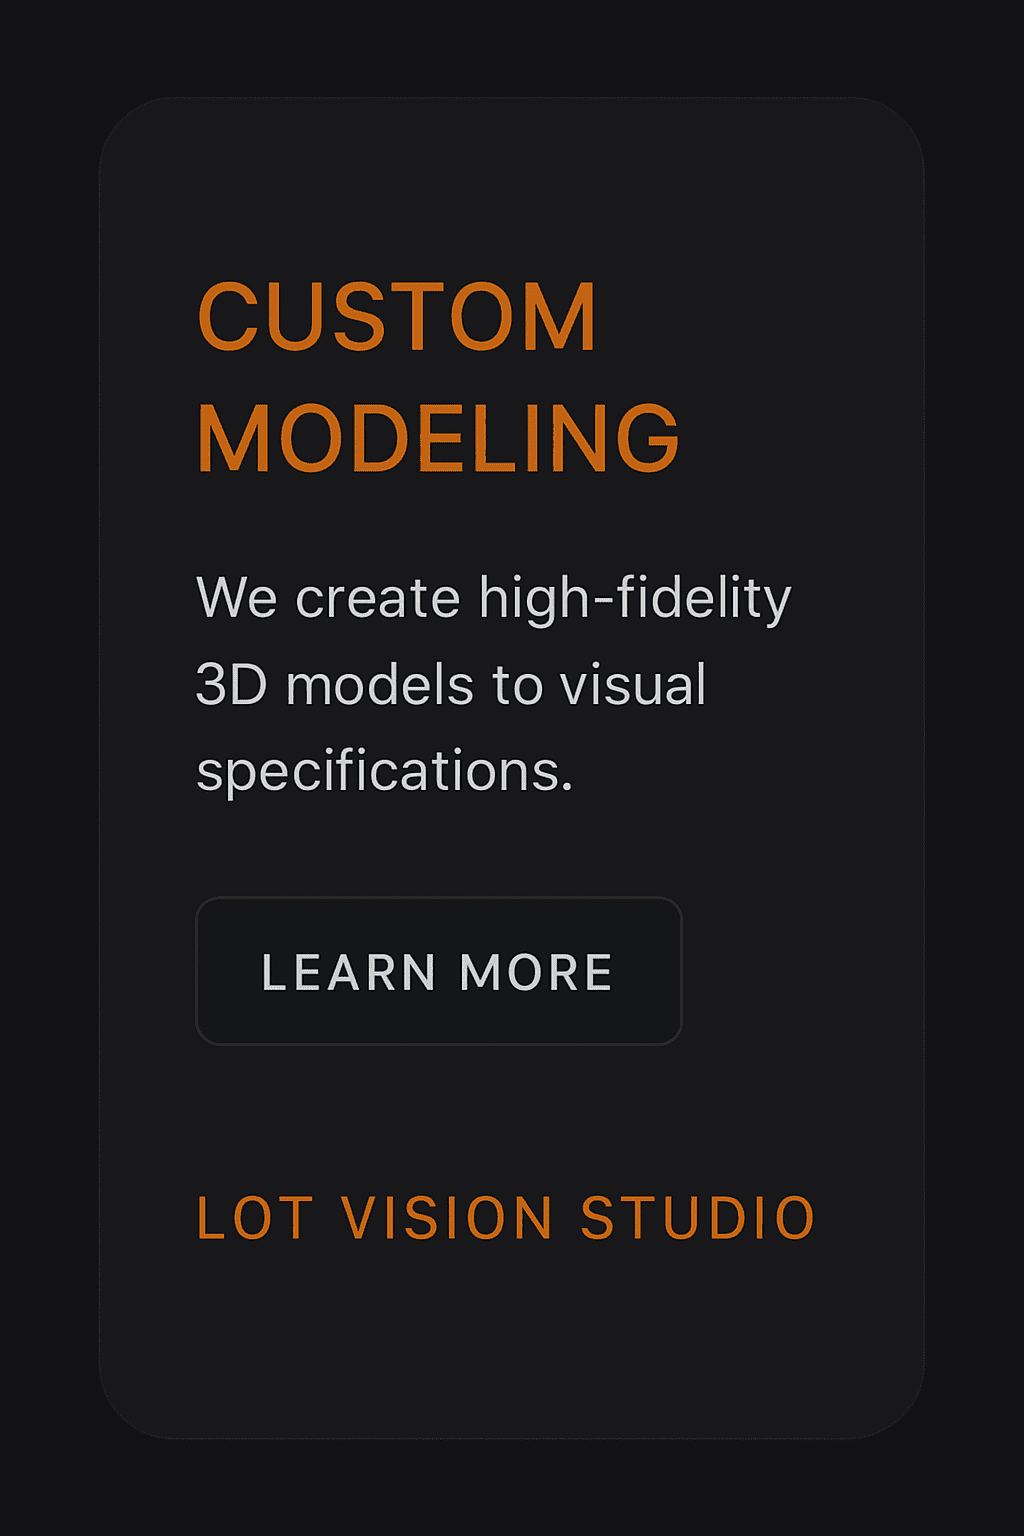 CUSTOM
MODELING
We create high-fidelity
3D models to visual
specifications.
LEARN MORE
LOT VISION STUDIO